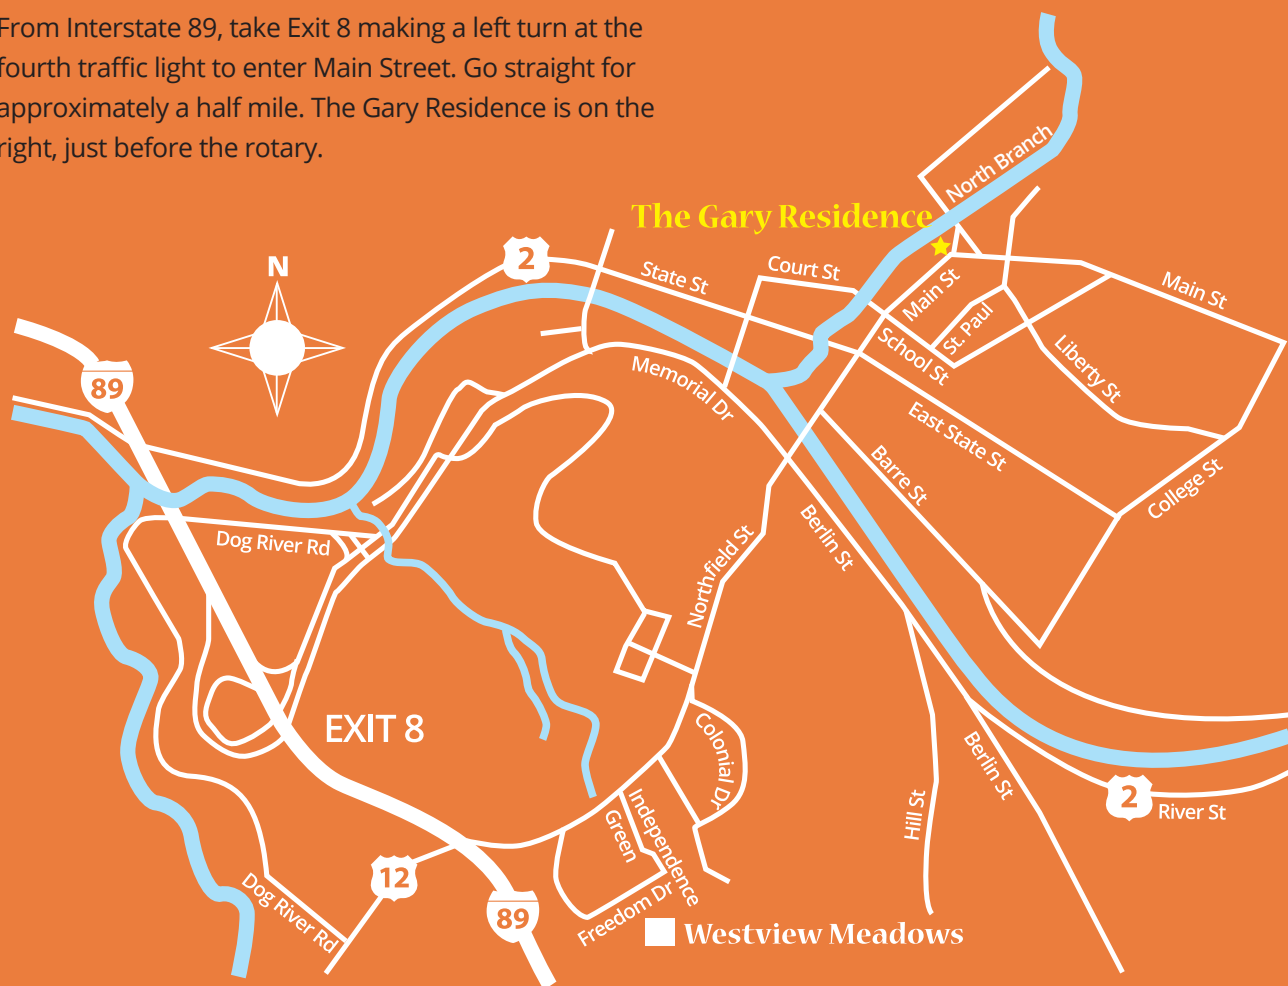 From Interstate 89, take Exit 8 making a left turn at the
fourth traffic light to enter Main Street. Go straight for
approximately a half mile. The Gary Residence is on the
right, just before the rotary.
North Branch
The Gary Residence
2
N
State St
Court St
Main St
Main St
St. Paul
School St
Liberty St
89
Memorial Dr
East State St
Barre St
College St
Dog River Rd
Berlin St
Northfield St
EXIT 8
Colonial Dr
Berlin St
Hill St
2
River St
Independence
Green
12
Dog River Rd
89
Freedom Dr
Westview Meadows